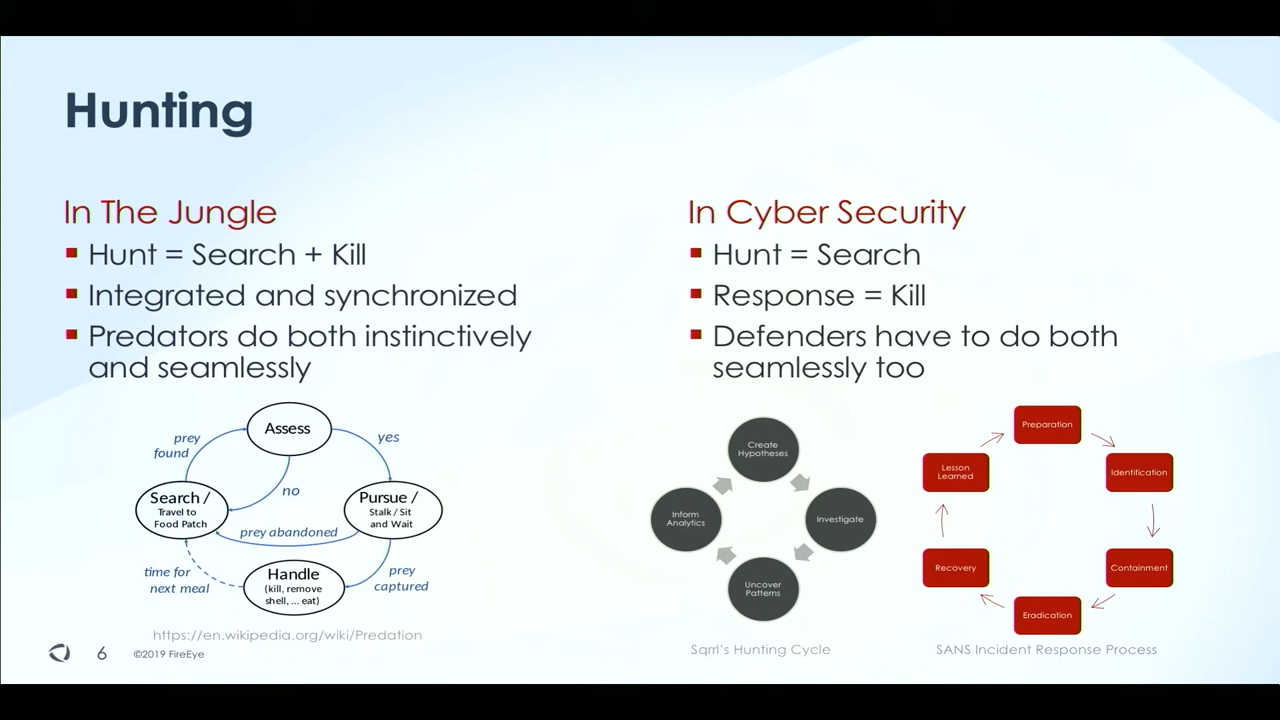 Hunting
In The Jungle
Hunt = Search + Kill
Integrated and synchronized
Predators do both instinctively
and seamlessly
Assess
prey
found
yes
no
Search /
Travel to
Food Patch
Pursue /
Stalk / Sit
and Wait
prey abandoned
time for
next meal
Handle
(kill, remove
shell, ... eat)
prey
captured
https://en.wikipedia.org/wiki/Predation
In Cyber Security
Hunt = Search
Response = Kill
Defenders have to do both
seamlessly too
Create
Hypotheses
Investigate
Uncover
Patterns
Inform
Analytics
Sqrrl's Hunting Cycle
Preparation
Identification
Containment
Eradication
Recovery
Lesson
Learned
SANS Incident Response Process
6
©2019 FireEye